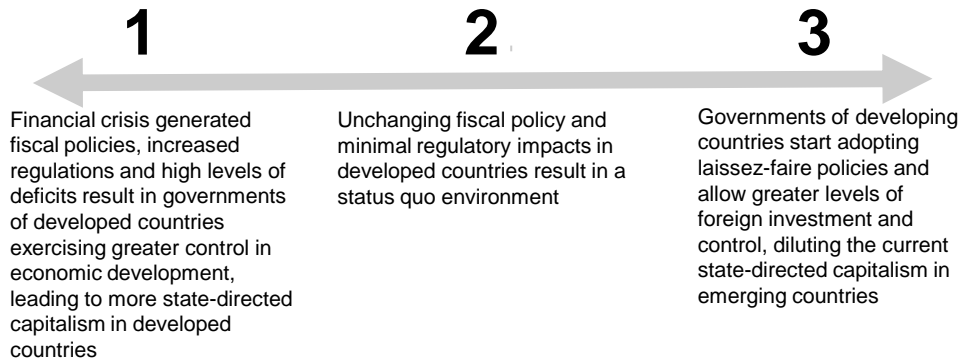 1
2
3
Financial crisis generated
fiscal policies, increased
regulations and high levels of
deficits result in governments
of developed countries
exercising greater control in
economic development,
leading to more state-directed
capitalism in developed
countries
Unchanging fiscal policy and
minimal regulatory impacts in
developed countries result in a
status quo environment
Governments of developing
countries start adopting
laissez-faire policies and
allow greater levels of
foreign investment and
control, diluting the current
state-directed capitalism in
emerging countries